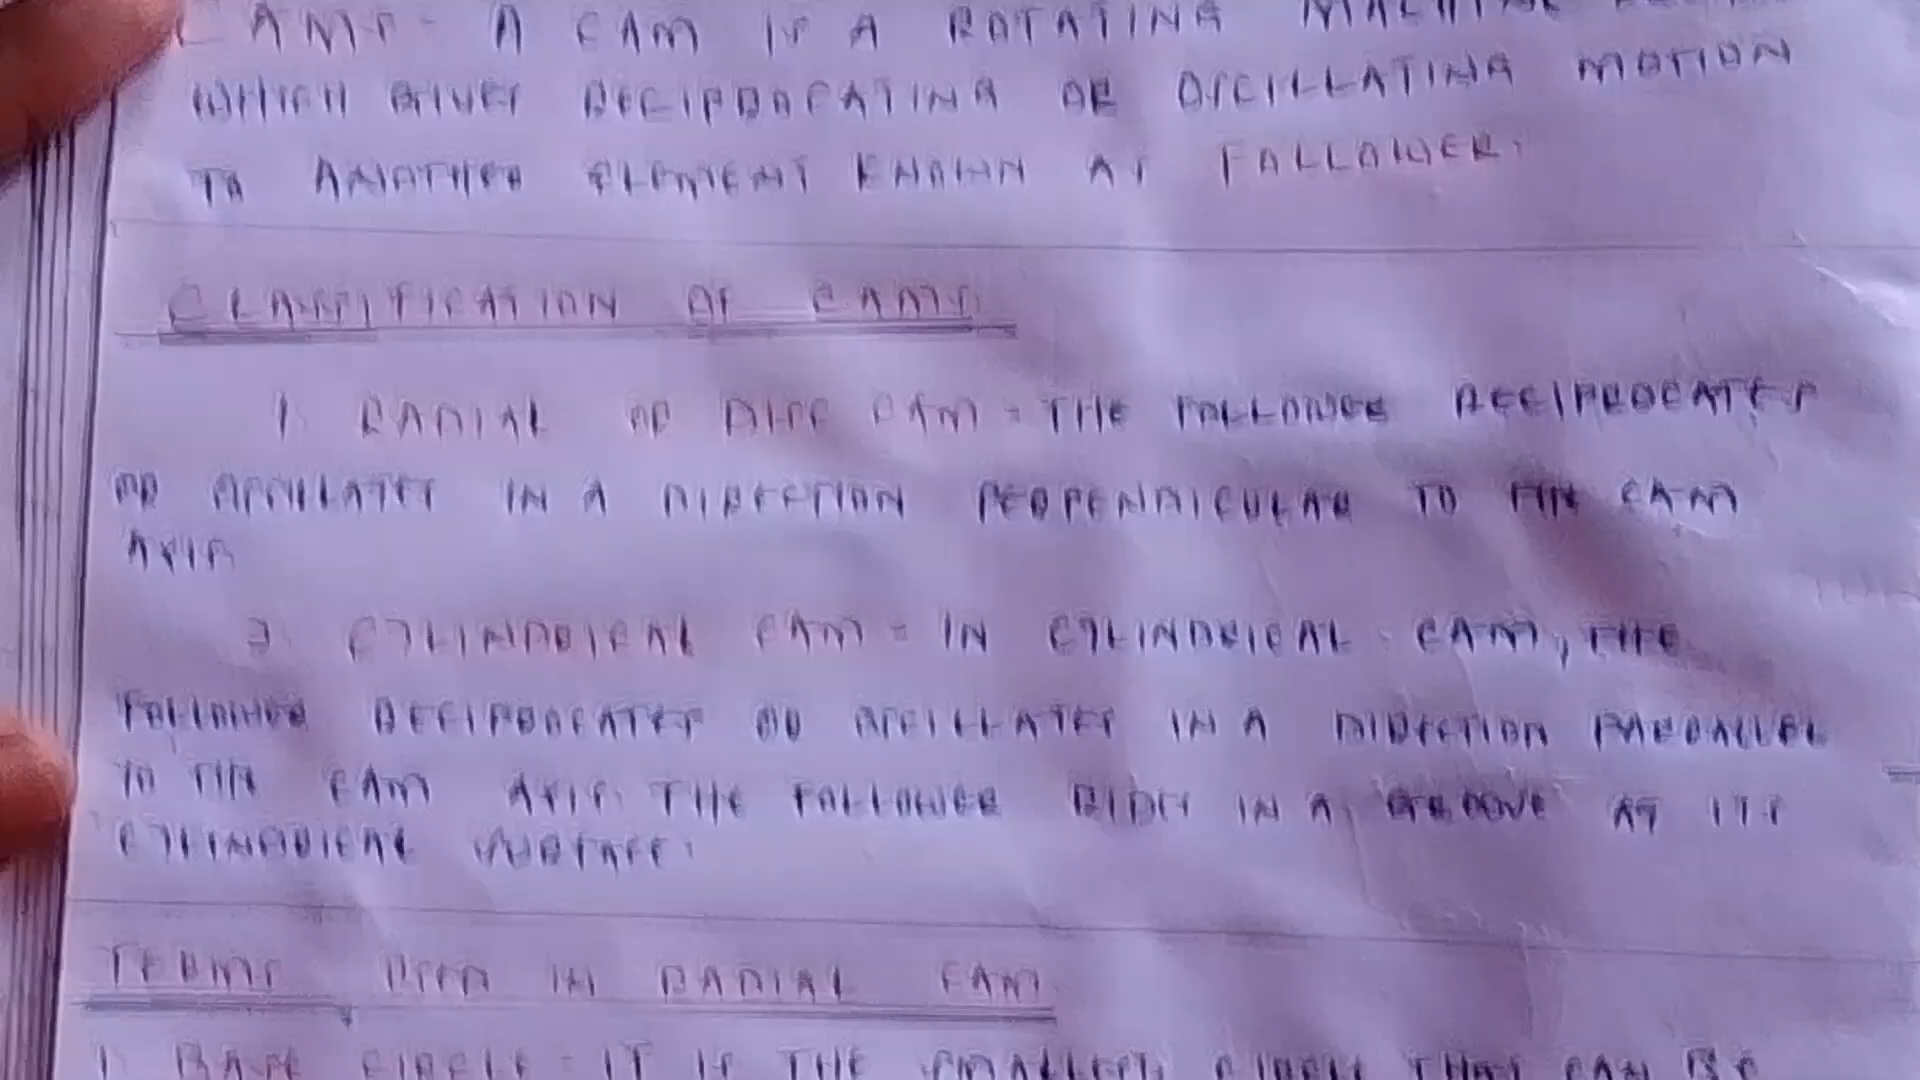 CAMS - A CAM IS A ROTATING MACHINE
WHICH GIVES RECIPROCATING OR OSCILLATING MOTION
TO ANOTHER ELEMENT KNOWN AS FOLLOWER.
CLASSIFICATION OF CAMS
1. RADIAL OR DISC CAM = THE FOLLOWER RECIPROCATES
OR OSCILLATES IN A DIRECTION PERPENDICULAR TO THE CAM
AXIS
2. CYLINDRICAL CAM = IN CYLINDRICAL CAM, THE
FOLLOWER RECIPROCATES OR OSCILLATES IN A DIRECTION PARALLEL
TO THE CAM AXIS. THE FOLLOWER RIDES IN A GROOVE AT ITS
CYLINDRICAL SURFACE.
TERMS USED IN RADIAL CAM
1. BASE CIRCLE = IT IS THE SMALLEST CIRCLE THAT CAN BE